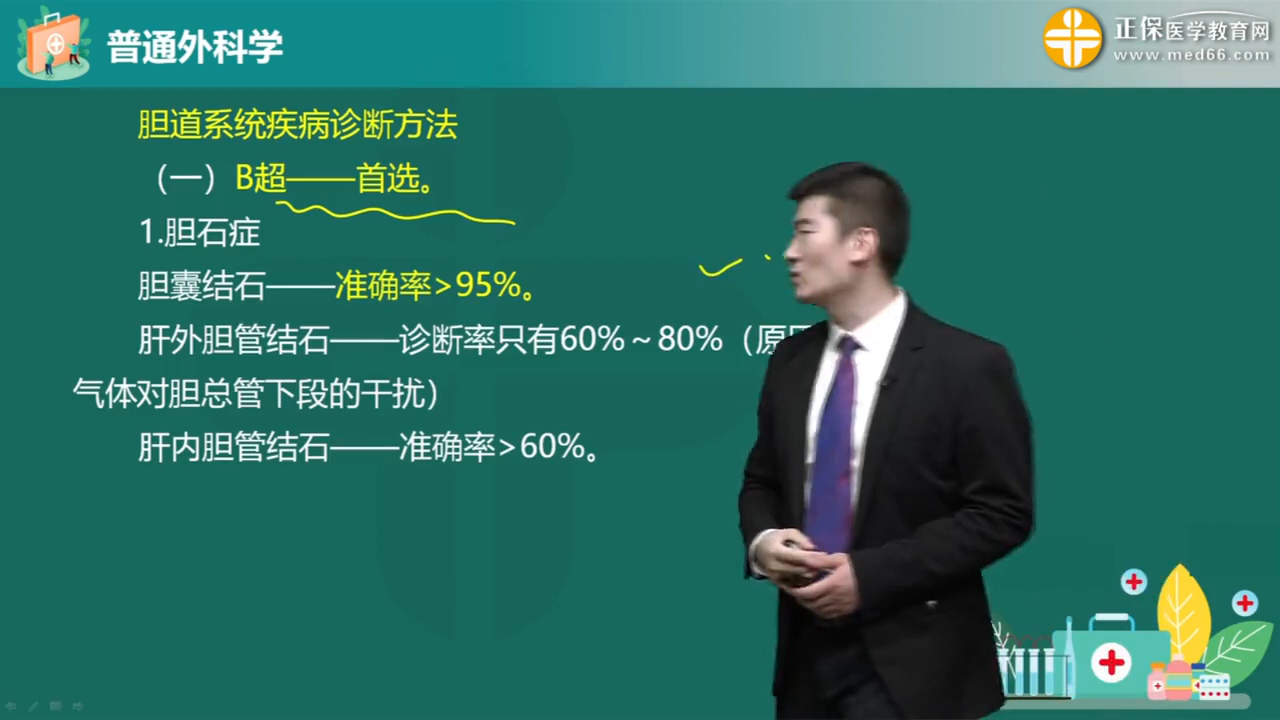 普通外科学
正保医学教育网
www.med66.com
胆道系统疾病诊断方法
（一）B超——首选。
1.胆石症
胆囊结石——准确率>95%。
肝外胆管结石——诊断率只有60%～80%（原
气体对胆总管下段的干扰）
肝内胆管结石——准确率>60%。